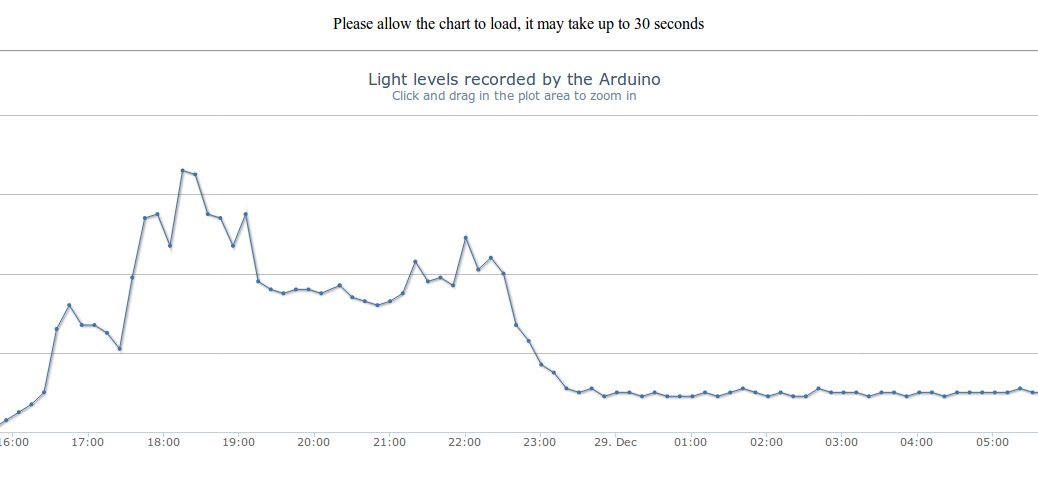 Please allow the chart to load, it may take up to 30 seconds
Light levels recorded by the Arduino
Click and drag in the plot area to zoom in
16:00 17:00 18:00 19:00 20:00 21:00 22:00 23:00 29. Dec 01:00 02:00 03:00 04:00 05:00